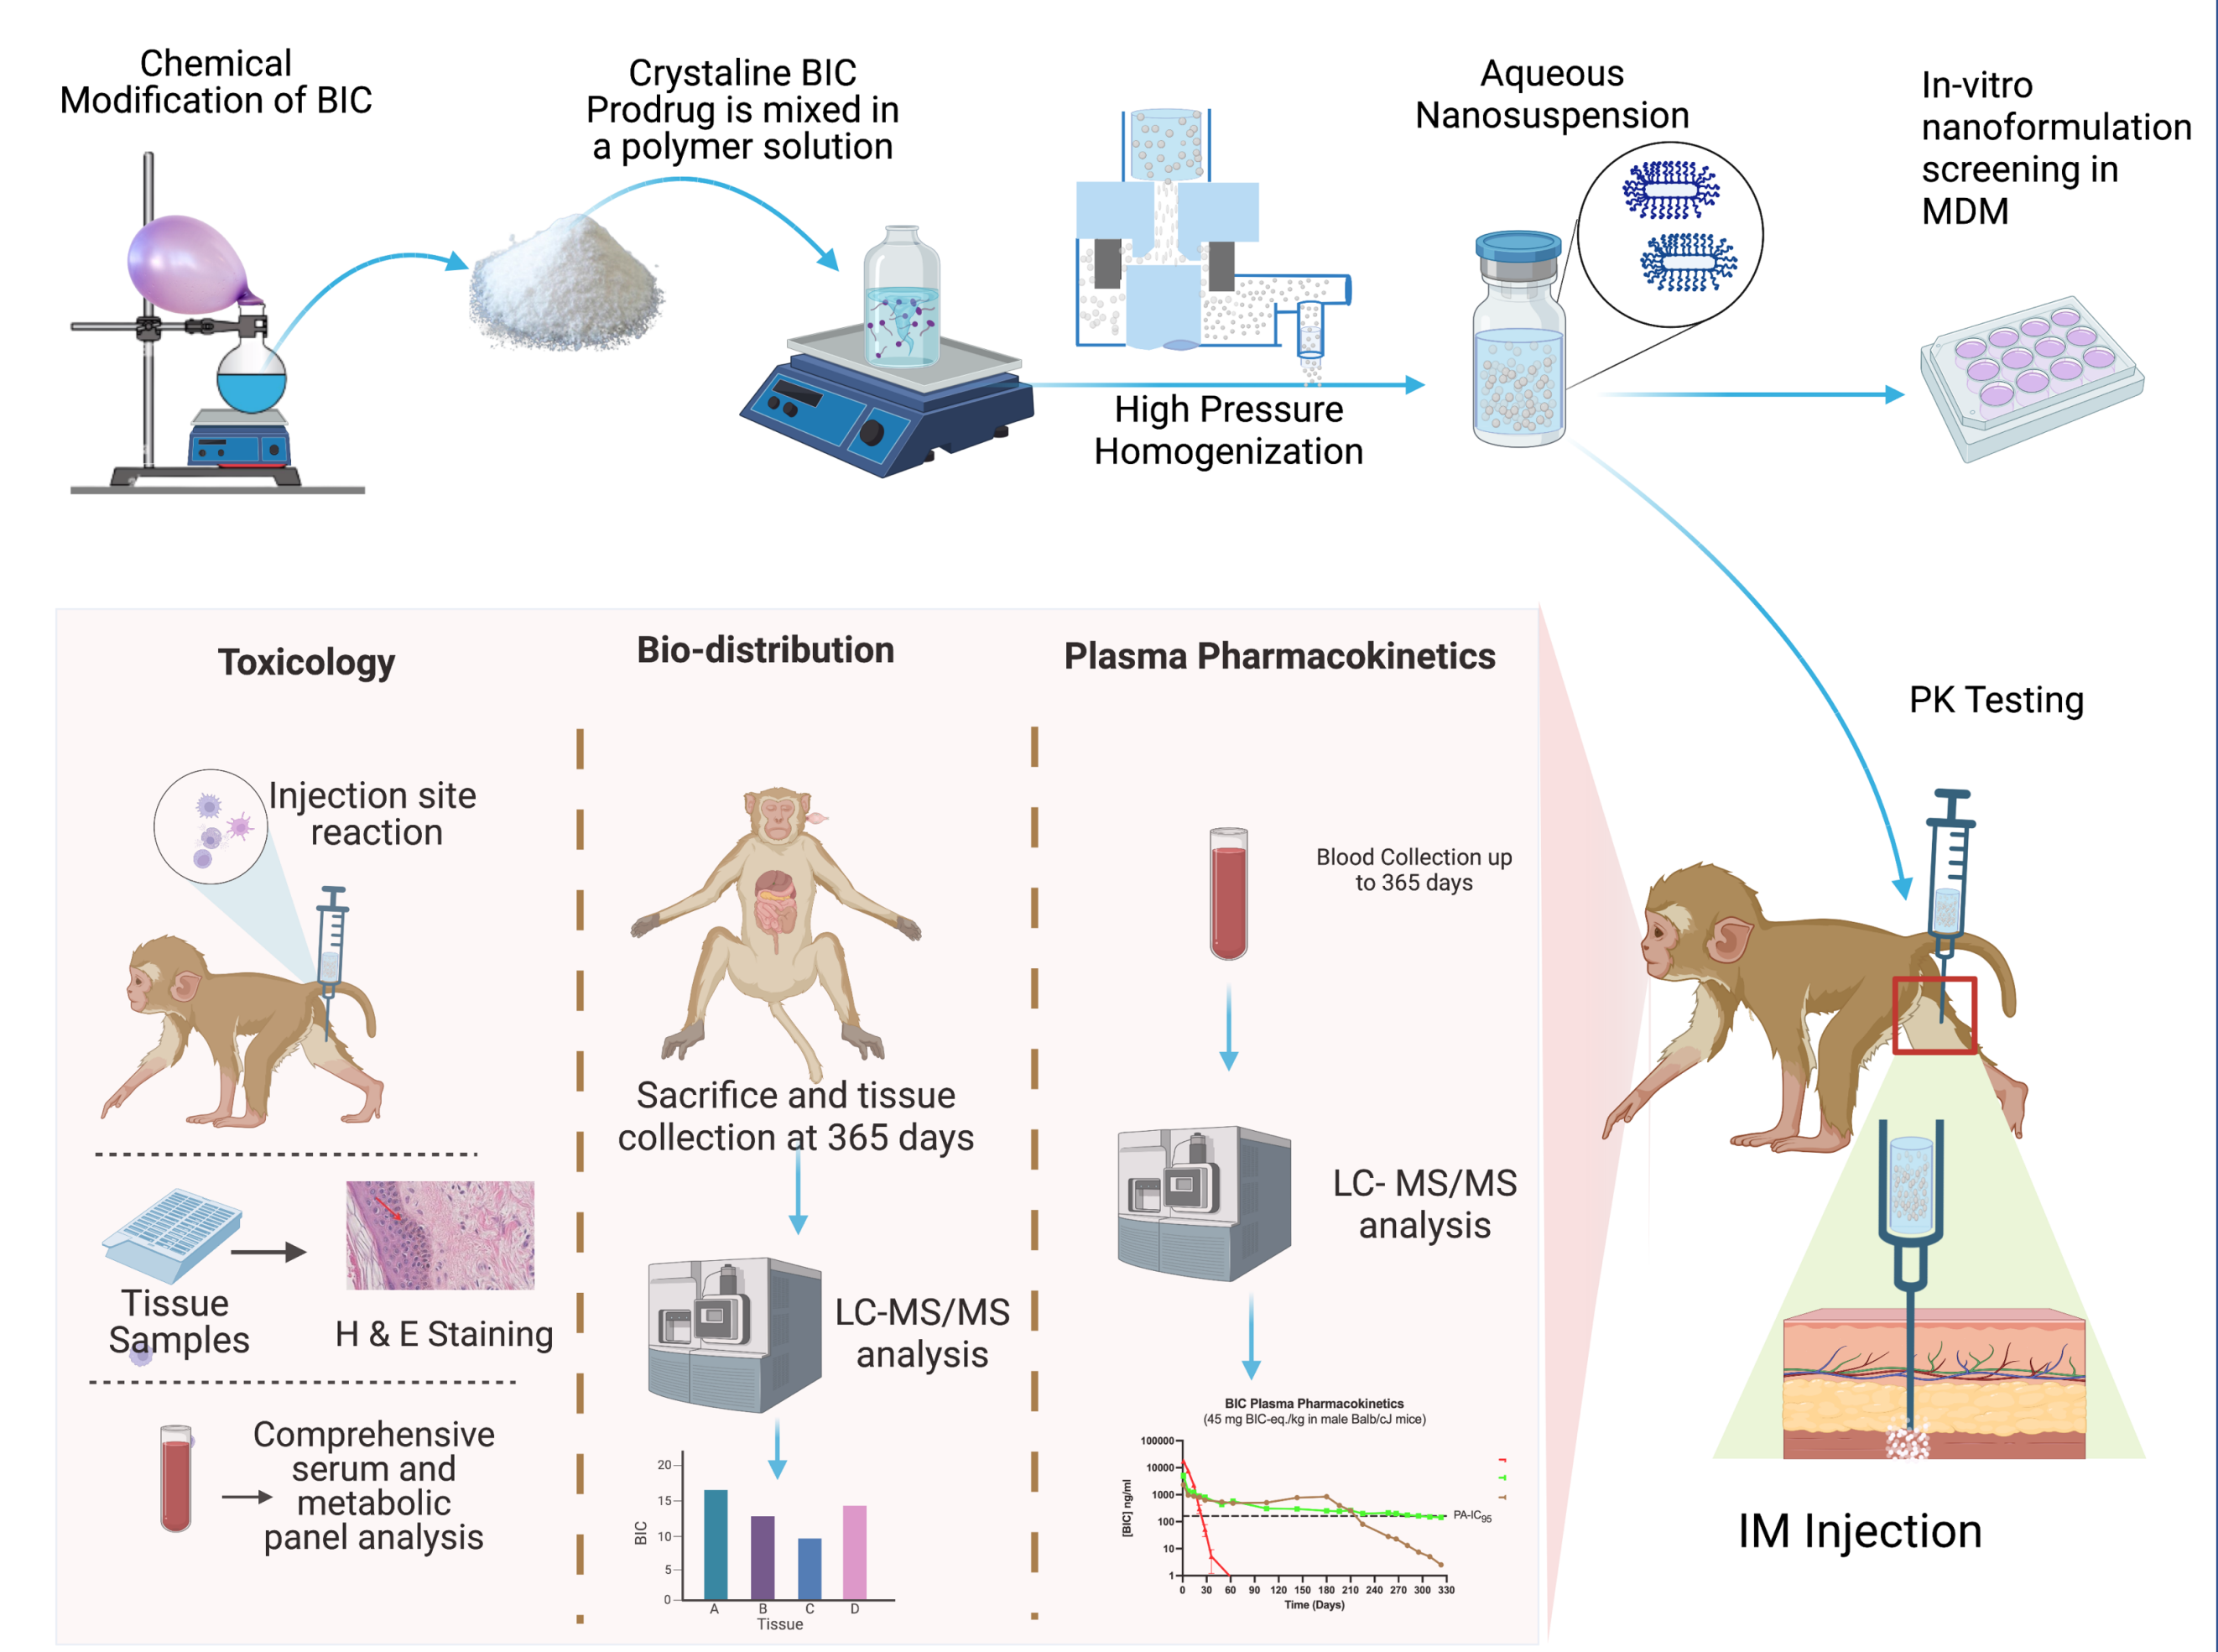 Chemical
Modification of BIC
Crystaline BIC
Prodrug is mixed in
a polymer solution
High Pressure
Homogenization
Aqueous
Nanosuspension
In-vitro
nanoformulation
screening in
MDM
PK Testing
IM Injection
Toxicology
Injection site
reaction
Tissue
Samples
H & E Staining
Comprehensive
serum and
metabolic
panel analysis
Bio-distribution
Sacrifice and tissue
collection at 365 days
LC-MS/MS
analysis
BIC
20
15
10
5
0
A B C D
Tissue
Plasma Pharmacokinetics
Blood Collection up
to 365 days
LC- MS/MS
analysis
BIC Plasma Pharmacokinetics
(45 mg BIC-eq./kg in male Balb/cJ mice)
[BIC] ng/ml
100000
10000
1000
100
10
1
PA-IC95
0 30 60 90 120 150 180 210 240 270 300 330
Time (Days)